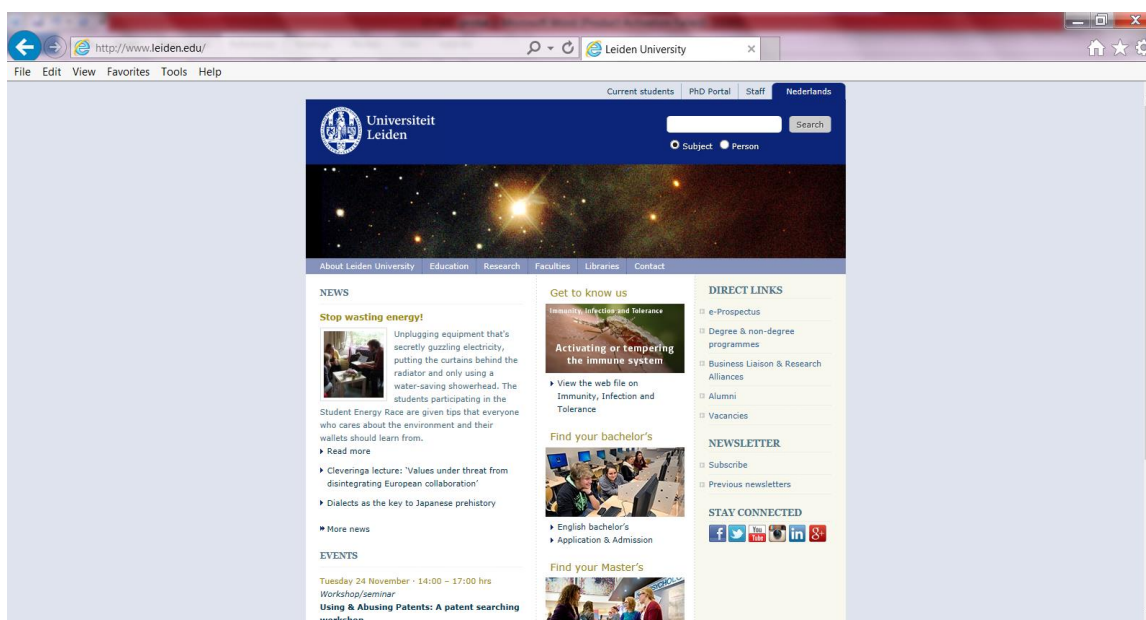 http://www.leiden.edu/
Leiden University
File Edit View Favorites Tools Help
Current students PhD Portal Staff Nederlands
Universiteit
Leiden
Search
Subject Person
About Leiden University Education Research Faculties Libraries Contact
NEWS
Stop wasting energy!
Unplugging equipment that's
secretly guzzling electricity,
putting the curtains behind the
radiator and only using a
water-saving showerhead. The
students participating in the
Student Energy Race are given tips that everyone
who cares about the environment and their
wallets should learn from.
Read more
Cleveringa lecture: 'Values under threat from
disintegrating European collaboration'
Dialects as the key to Japanese prehistory
More news
EVENTS
Tuesday 24 November · 14:00 – 17:00 hrs
Workshop/seminar
Using & Abusing Patents: A patent searching
workshop
Get to know us
Immunity, Infection and Tolerance
Activating or tempering
the immune system
View the web file on
Immunity, Infection and
Tolerance
Find your bachelor's
English bachelor's
Application & Admission
Find your Master's
DIRECT LINKS
e-Prospectus
Degree & non-degree
programmes
Business Liaison & Research
Alliances
Alumni
Vacancies
NEWSLETTER
Subscribe
Previous newsletters
STAY CONNECTED
f You Tube in 8+